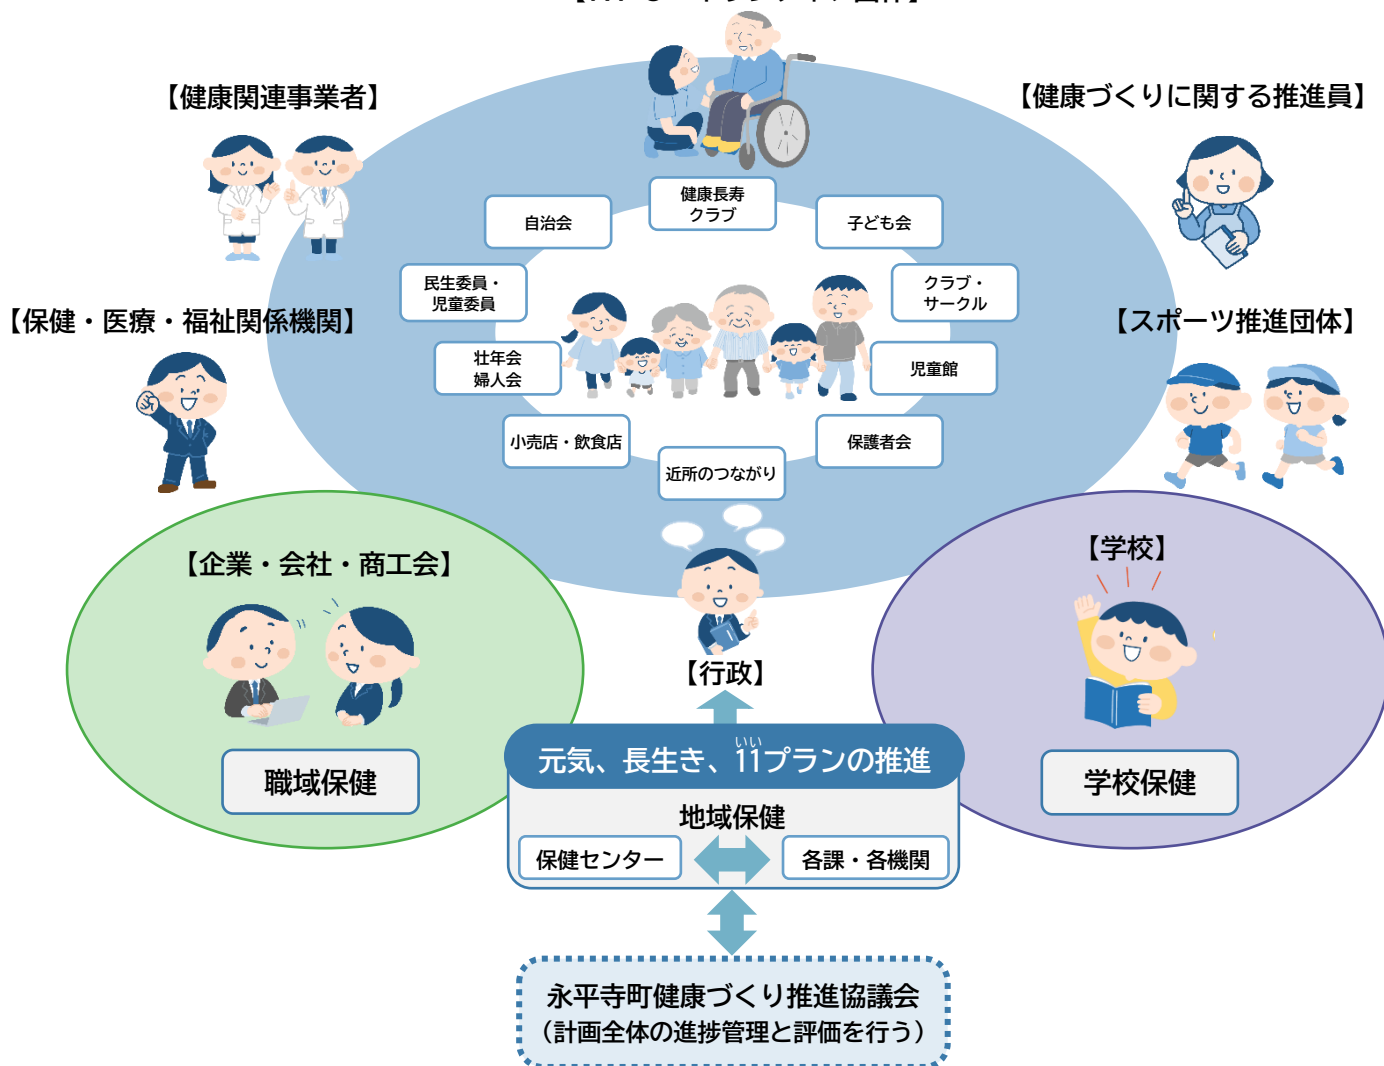 【健康関連事業者】
【健康づくりに関する推進員】
健康長寿
クラブ
自治会
子ども会
民生委員・
児童委員
クラブ・
サークル
【保健・医療・福祉関係機関】
【スポーツ推進団体】
壮年会
婦人会
児童館
小売店・飲食店
保護者会
近所のつながり
【企業・会社・商工会】
【学校】
【行政】
いい
元気、長生き、11プランの推進
職域保健
学校保健
地域保健
保健センター
各課・各機関
永平寺町健康づくり推進協議会
（計画全体の進捗管理と評価を行う）